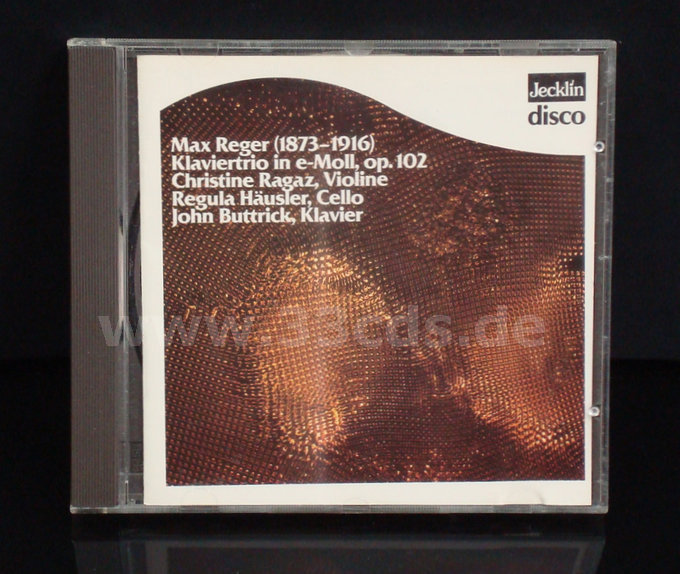 Jecklin
disco
Max Reger (1873–1916)
Klaviertrio in e-Moll, op. 102
Christine Ragaz, Violine
Regula Häusler, Cello
John Buttrick, Klavier
www.33cds.de